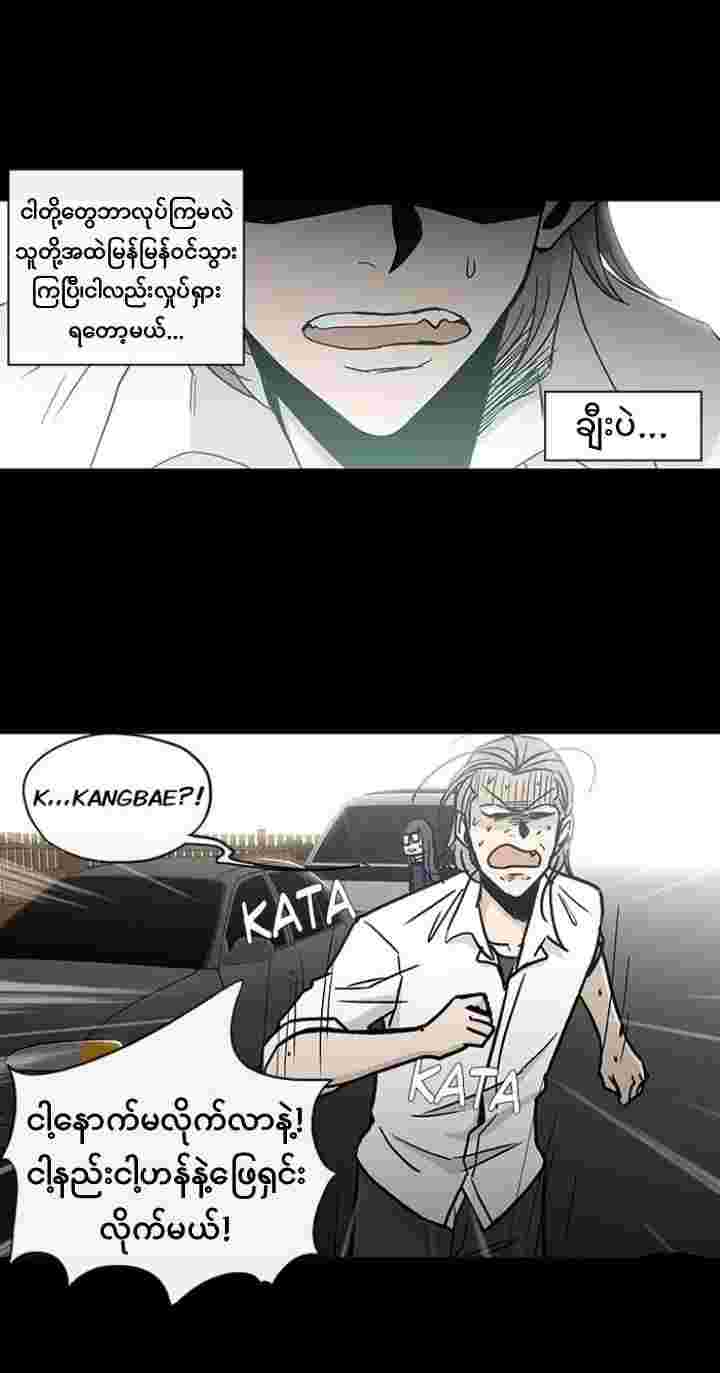 ငါတို့တွေဘာလုပ်ကြမလဲ
သူတို့အထဲမြန်မြန်ဝင်သွား
ကြပြီ၊ငါလည်းလှုပ်ရှား
ရတော့မယ်...
ချီးပဲ...
K...KANGBAE?!
KATA
KATA
ငါ့နောက်မလိုက်လာနဲ့!
ငါ့နည်းငါ့ဟန်နဲ့ဖြေရှင်း
လိုက်မယ်!